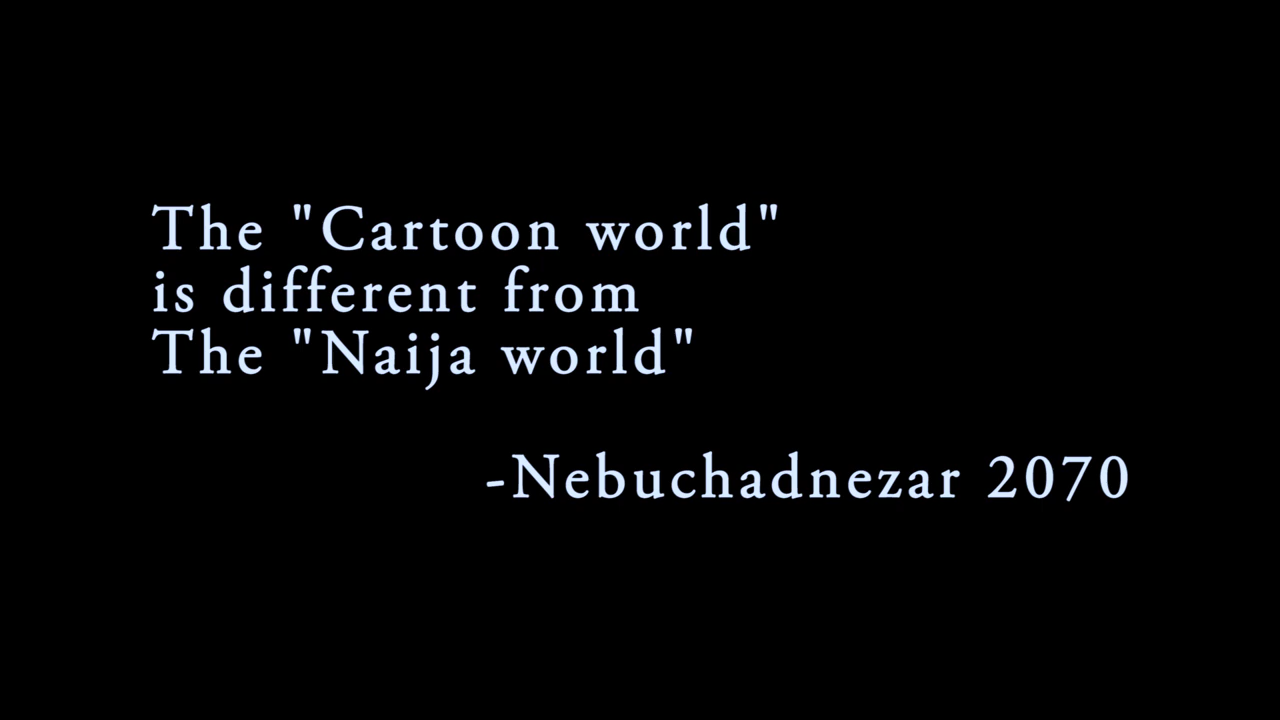 The "Cartoon world"
is different from
The "Naija world"
-Nebuchadnezar 2070